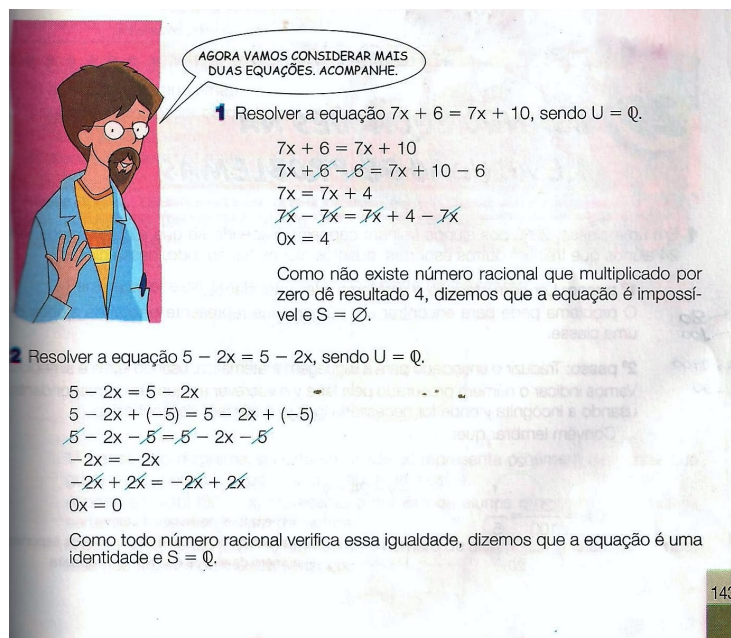 AGORA VAMOS CONSIDERAR MAIS
DUAS EQUAÇÕES. ACOMPANHE.
1 Resolver a equação 7x + 6 = 7x + 10, sendo U = ℚ.
7x + 6 = 7x + 10
7x + 6 − 6 = 7x + 10 − 6
7x = 7x + 4
7x − 7x = 7x + 4 − 7x
0x = 4
Como não existe número racional que multiplicado por
zero dê resultado 4, dizemos que a equação é impossí-
vel e S = ∅.
2 Resolver a equação 5 − 2x = 5 − 2x, sendo U = ℚ.
5 − 2x = 5 − 2x
5 − 2x + (−5) = 5 − 2x + (−5)
5 − 2x − 5 = 5 − 2x − 5
−2x = −2x
−2x + 2x = −2x + 2x
0x = 0
Como todo número racional verifica essa igualdade, dizemos que a equação é uma
identidade e S = ℚ.